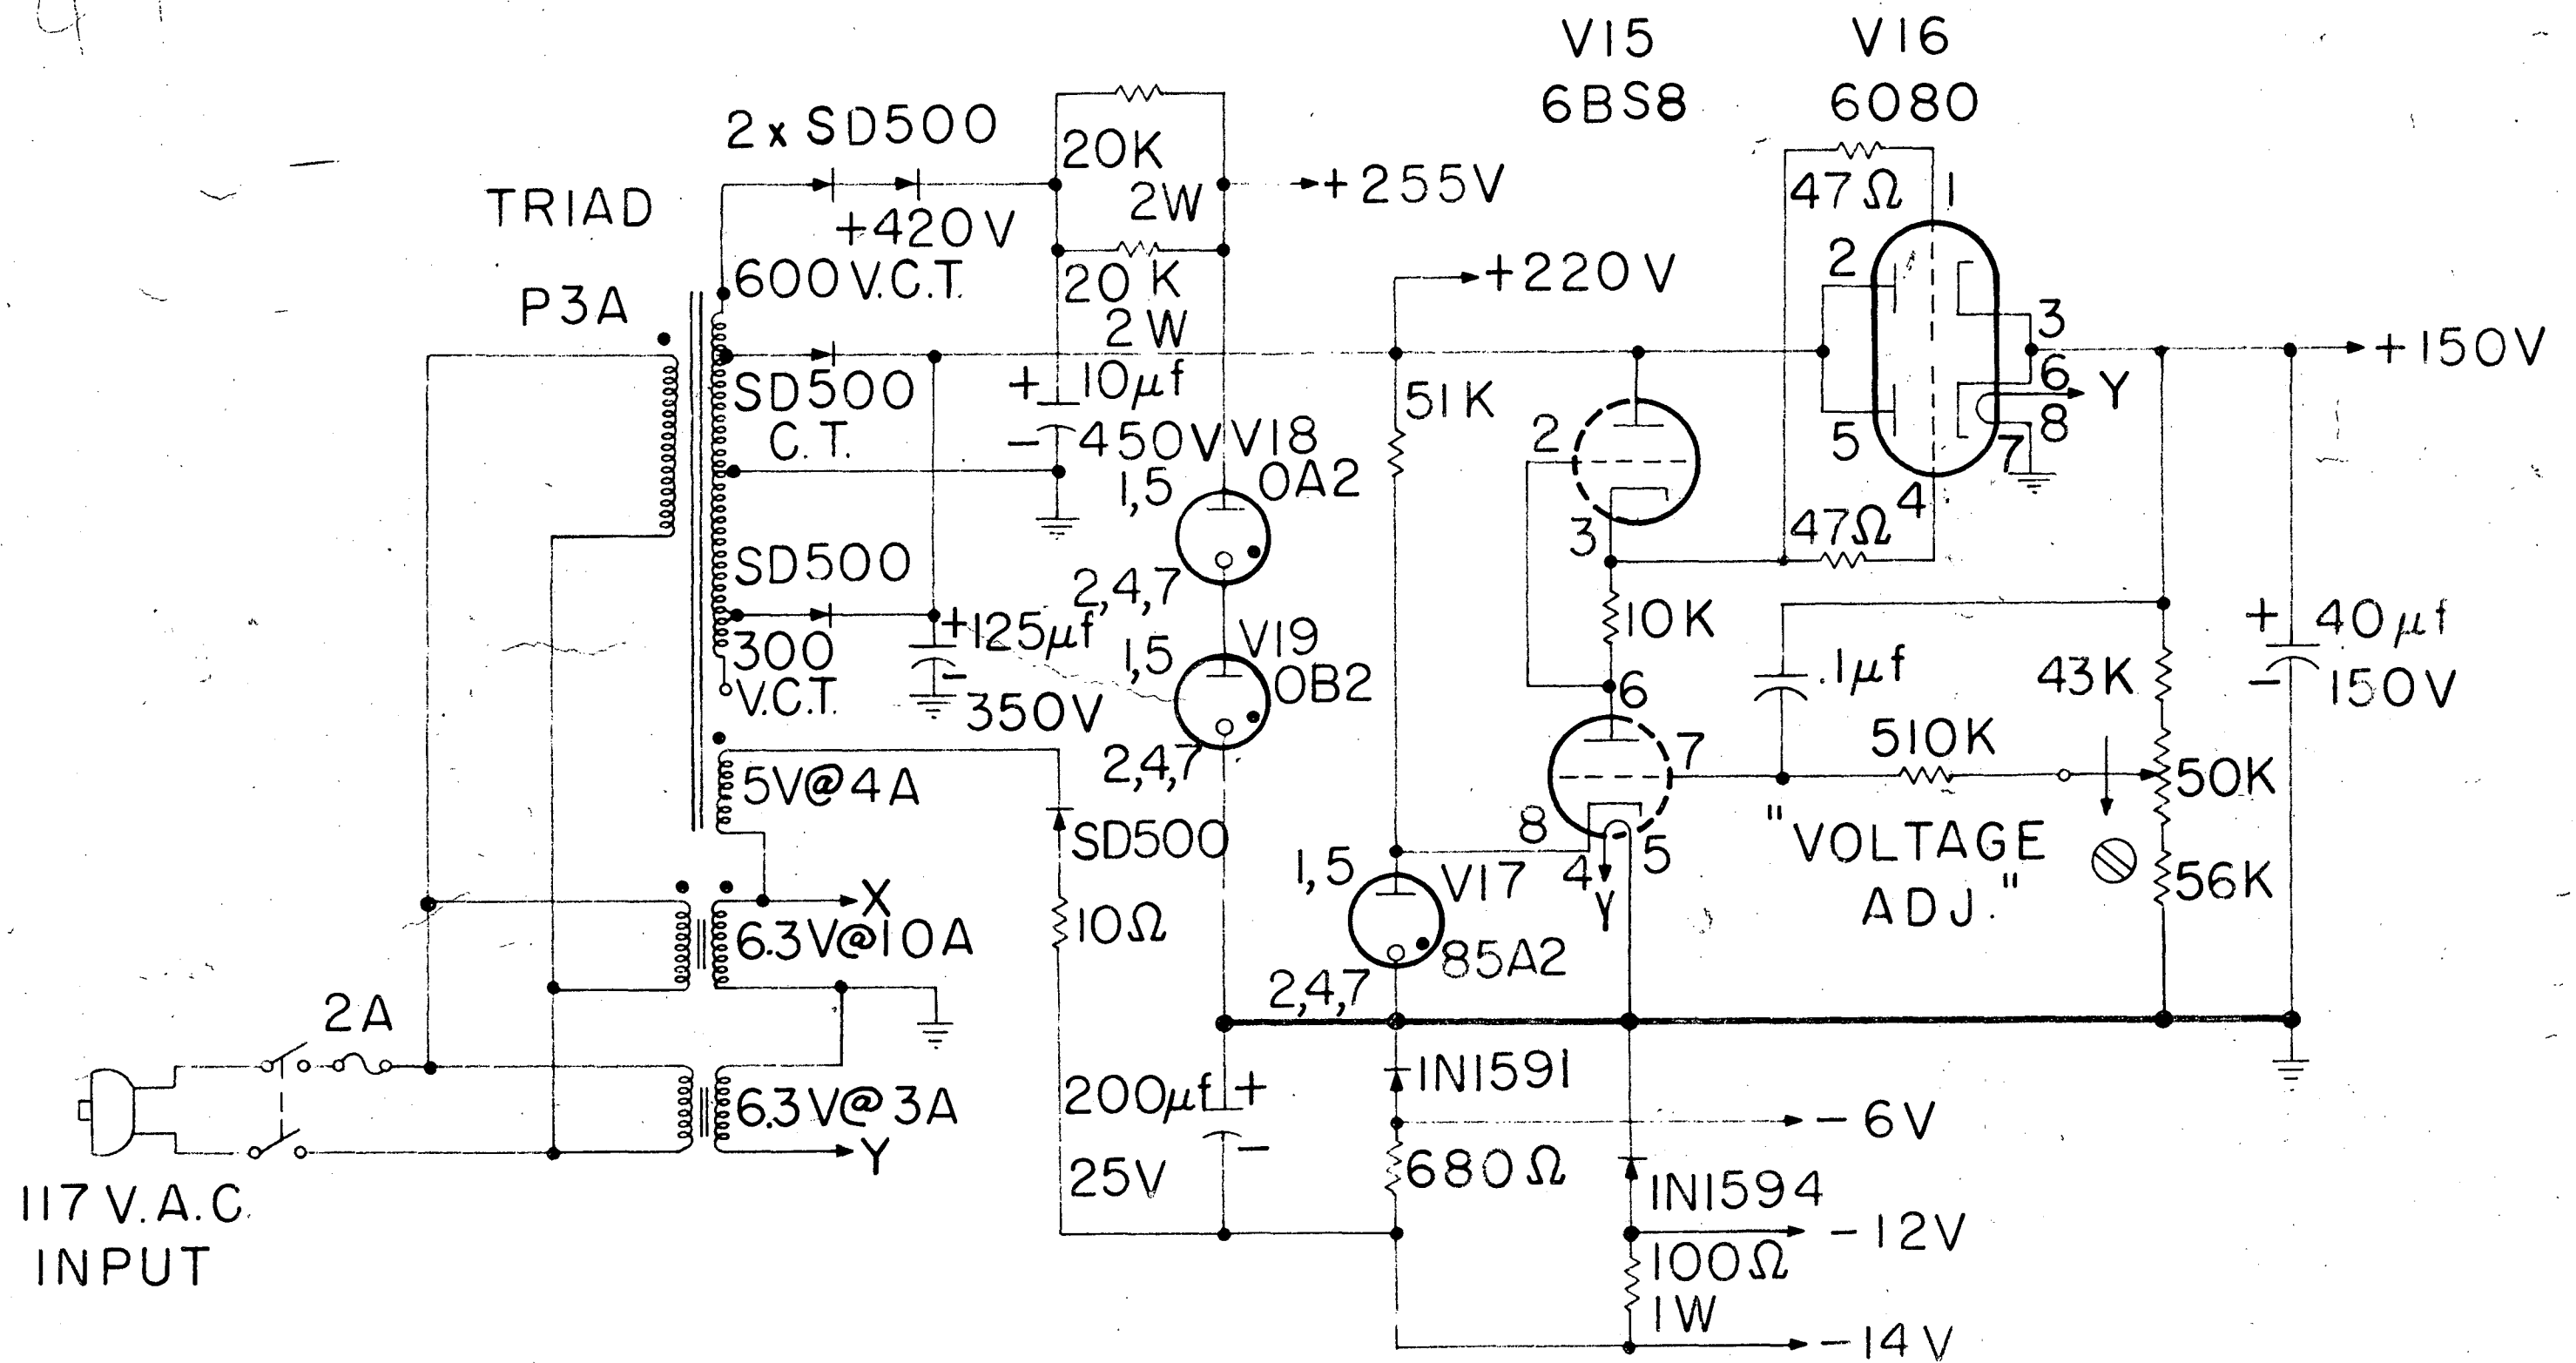 V15
6BS8
V16
6080
2 x SD500
20K
2W
+255V
47Ω
1
TRIAD
P3A
+420V
600 V.C.T.
20 K
2W
+220V
2
3
+150V
SD500
C.T.
+ 10μf
- 450V
51K
6
Y
8
7
5
4
V18
0A2
1,5
2
3
47Ω
SD500
2,4,7
10K
300
V.C.T.
+125μf
- 350V
V19
0B2
1,5
6
.1μf
43K
+ 40μf
- 150V
5V@4A
2,4,7
7
510K
50K
SD500
8
4
5
Y
"VOLTAGE
ADJ."
56K
1,5
V17
85A2
X
6.3V@10A
10Ω
2,4,7
2A
6.3V@3A
Y
117 V.A.C.
INPUT
200μf +
-
25V
IN1591
- 6V
680Ω
IN1594
- 12V
100Ω
1W
-14V